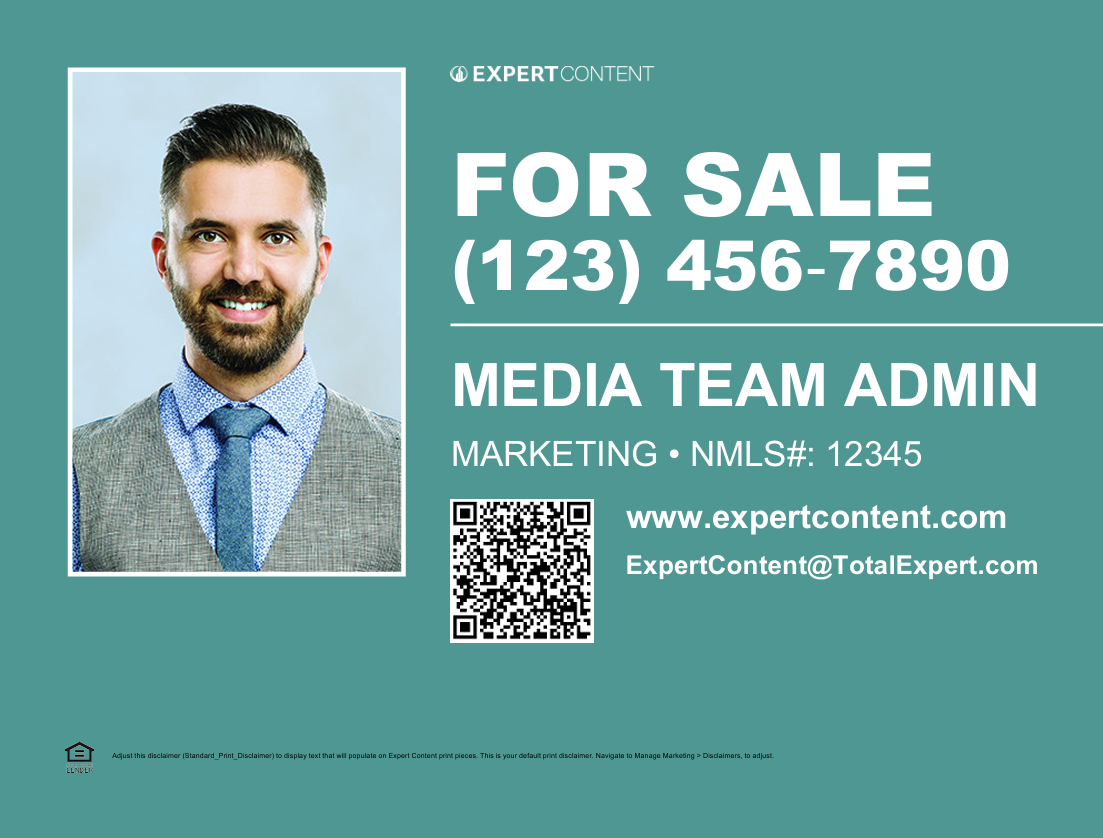 EXPERTCONTENT
FOR SALE
(123) 456-7890
MEDIA TEAM ADMIN
MARKETING • NMLS#: 12345
www.expertcontent.com
ExpertContent@TotalExpert.com
LENDER
Adjust this disclaimer (Standard_Print_Disclaimer) to display text that will populate on Expert Content print pieces. This is your default print disclaimer. Navigate to Manage Marketing > Disclaimers, to adjust.